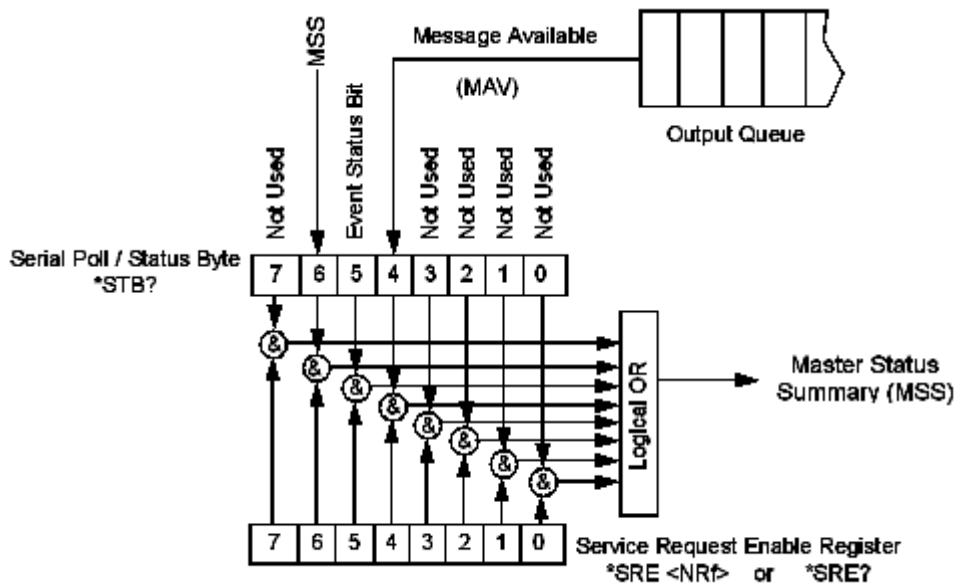 MSS
Message Available
(MAV)
Output Queue
Not Used
Event Status Bit
Not Used
Not Used
Not Used
Not Used
Serial Poll / Status Byte
*STB?
7 6 5 4 3 2 1 0
&
&
&
&
&
&
&
&
Logical OR
Master Status
Summary (MSS)
7 6 5 4 3 2 1 0
Service Request Enable Register
*SRE <NRf> or *SRE?